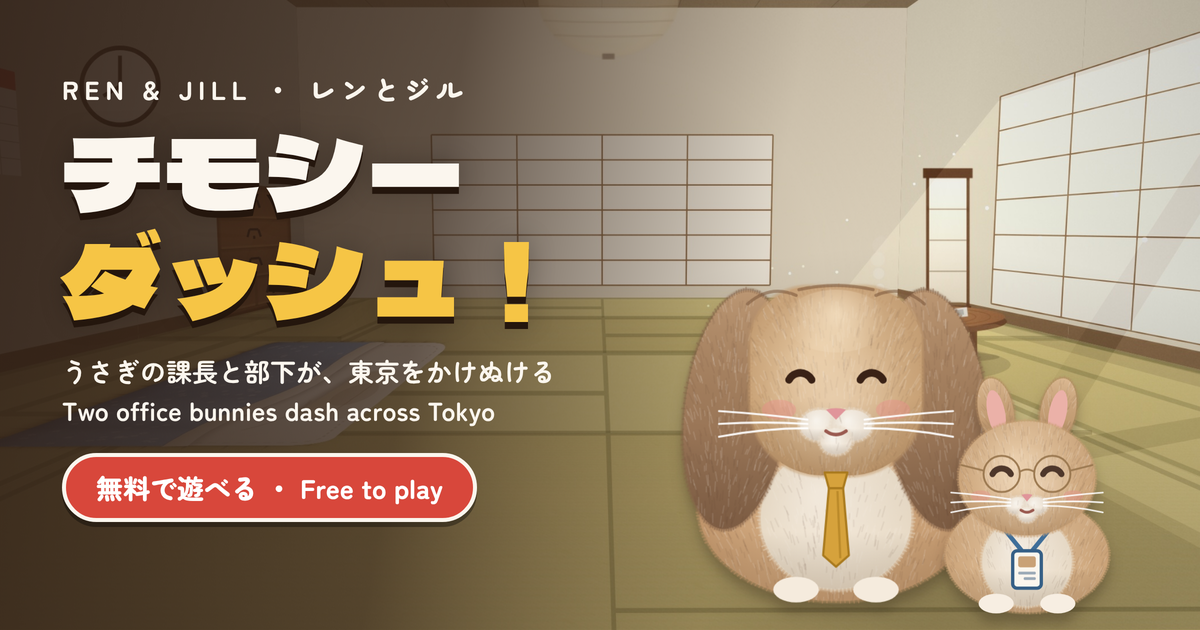 REN & JILL ・ レンとジル
チモシー
ダッシュ！
うさぎの課長と部下が、東京をかけぬける
Two office bunnies dash across Tokyo
無料で遊べる ・ Free to play